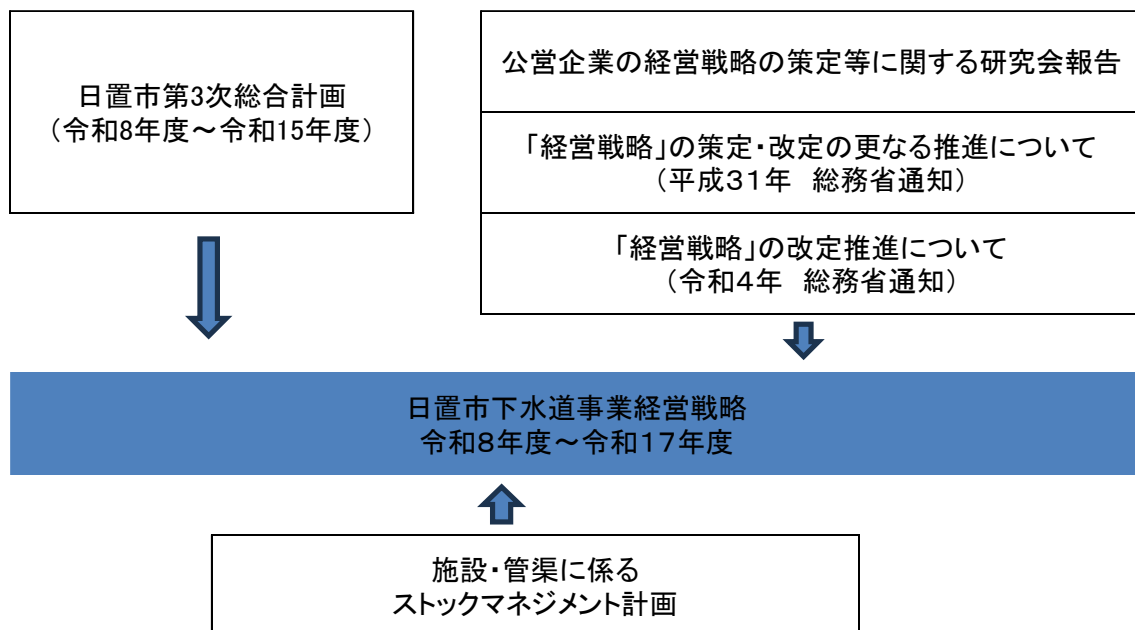 日置市第3次総合計画
（令和8年度～令和15年度）
公営企業の経営戦略の策定等に関する研究会報告
「経営戦略」の策定・改定の更なる推進について
（平成３１年　総務省通知）
「経営戦略」の改定推進について
（令和４年　総務省通知）
日置市下水道事業経営戦略
令和８年度～令和１７年度
施設・管渠に係る
ストックマネジメント計画